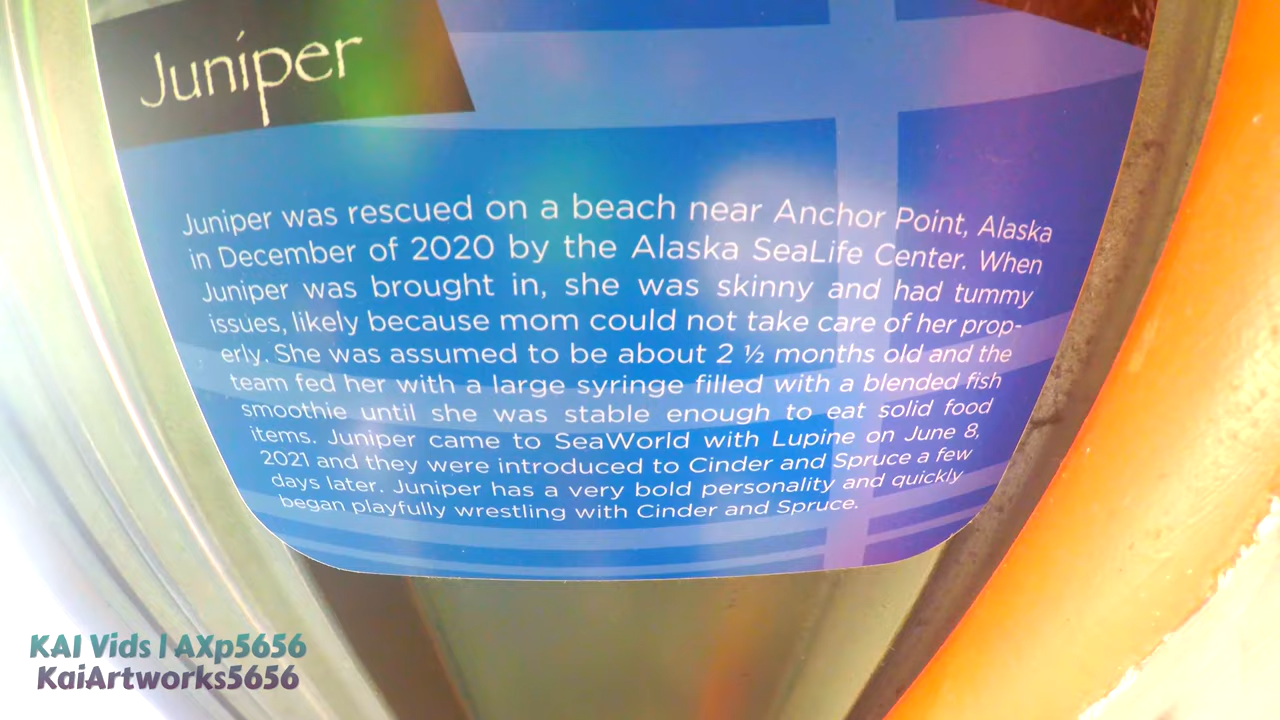 Juniper
Juniper was rescued on a beach near Anchor Point, Alaska
in December of 2020 by the Alaska SeaLife Center. When
Juniper was brought in, she was skinny and had tummy
issues, likely because mom could not take care of her prop-
erly. She was assumed to be about 2 ½ months old and the
team fed her with a large syringe filled with a blended fish
smoothie until she was stable enough to eat solid food
items. Juniper came to SeaWorld with Lupine on June 8,
2021 and they were introduced to Cinder and Spruce a few
days later. Juniper has a very bold personality and quickly
began playfully wrestling with Cinder and Spruce.
KAI Vids | AXp5656
KaiArtworks5656